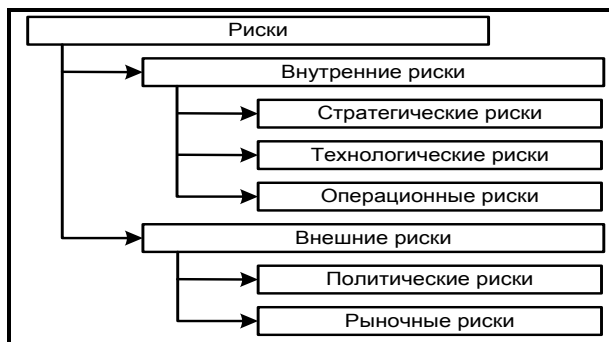 Риски
Внутренние риски
Стратегические риски
Технологические риски
Операционные риски
Внешние риски
Политические риски
Рыночные риски